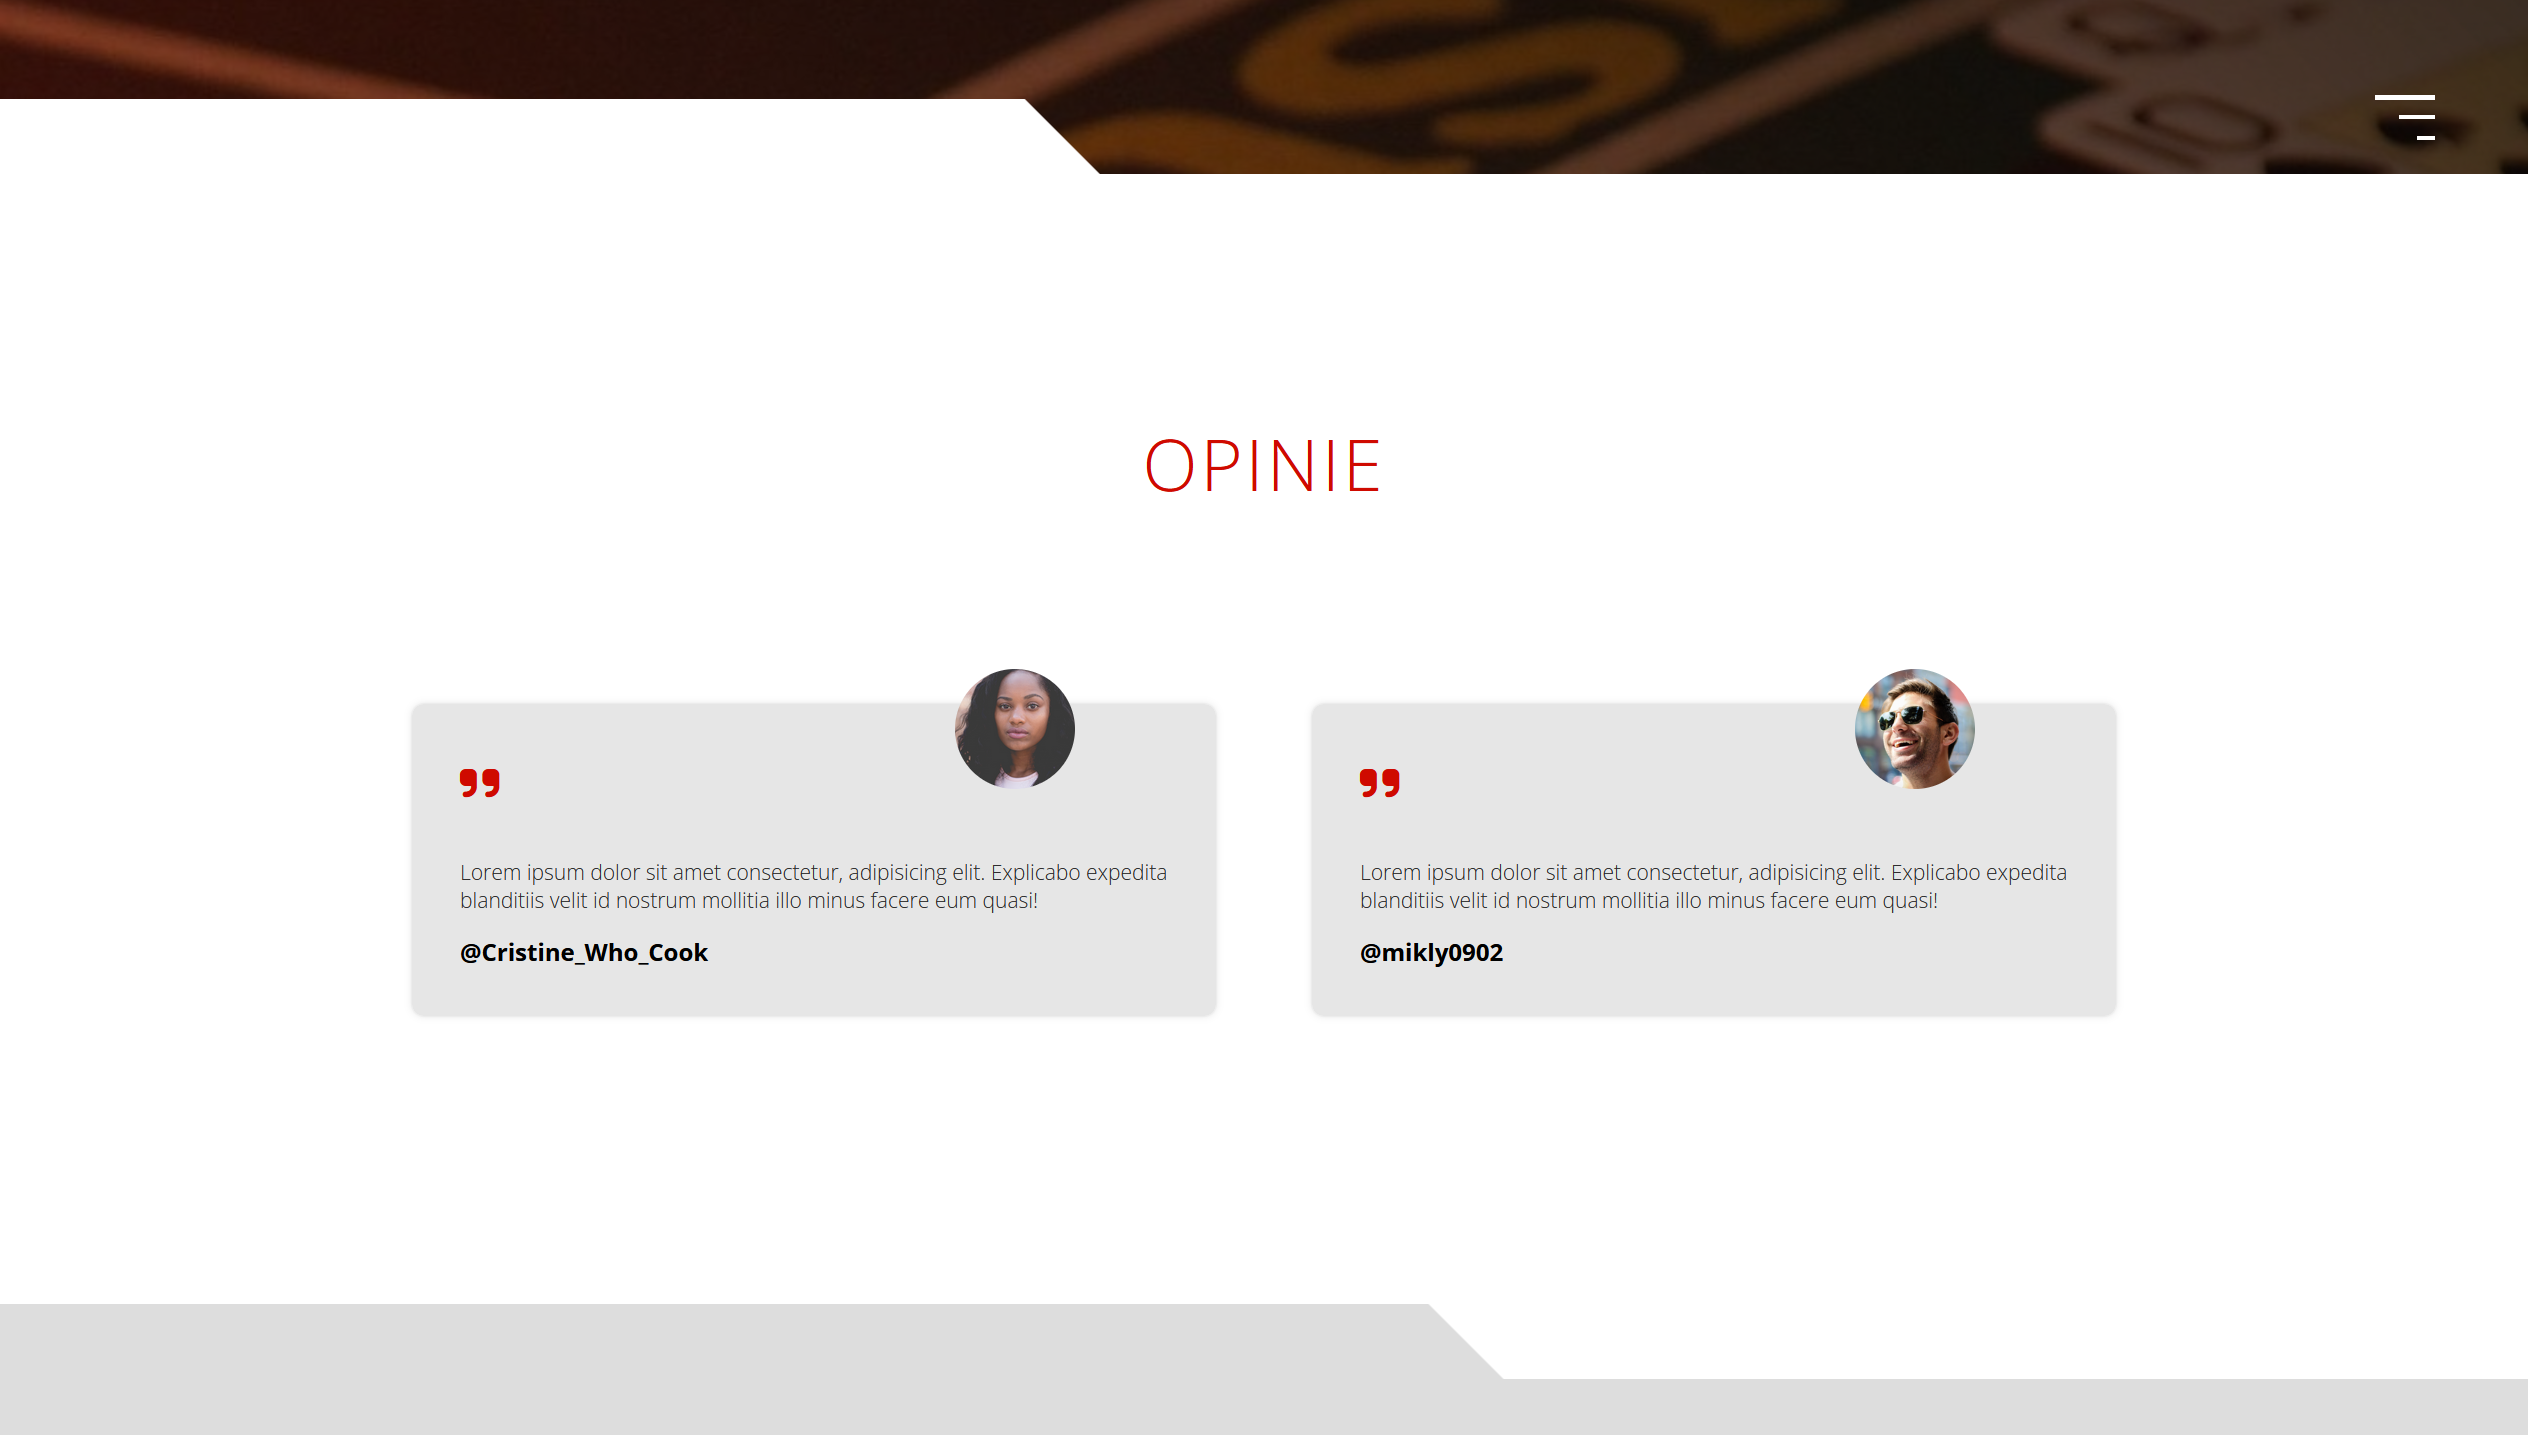 OPINIE
Lorem ipsum dolor sit amet consectetur, adipisicing elit. Explicabo expedita
blanditiis velit id nostrum mollitia illo minus facere eum quasi!
@Cristine_Who_Cook
Lorem ipsum dolor sit amet consectetur, adipisicing elit. Explicabo expedita
blanditiis velit id nostrum mollitia illo minus facere eum quasi!
@mikly0902